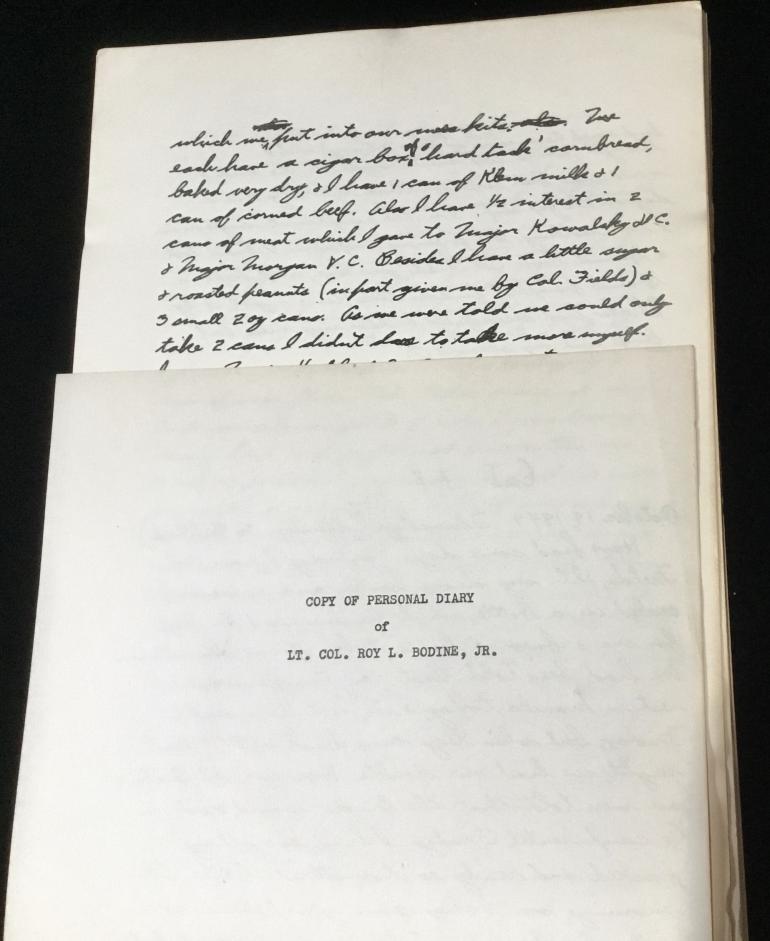 which we put into our mess kits. We
each have a cigar box of 'hard tack' cornbread,
baked very dry, & I have 1 can of Klim milk & 1
can of corned beef. Also I have ½ interest in 2
cans of meat which I gave to Major Kowalsky D.C.
& Major Morgan V.C. Besides I have a little sugar
& roasted peanuts (in part given me by Col. Fields) &
3 small 2 oz cans. As we were told we could only
take 2 cans I didn't dare to take more myself.
COPY OF PERSONAL DIARY
of
LT. COL. ROY L. BODINE, JR.